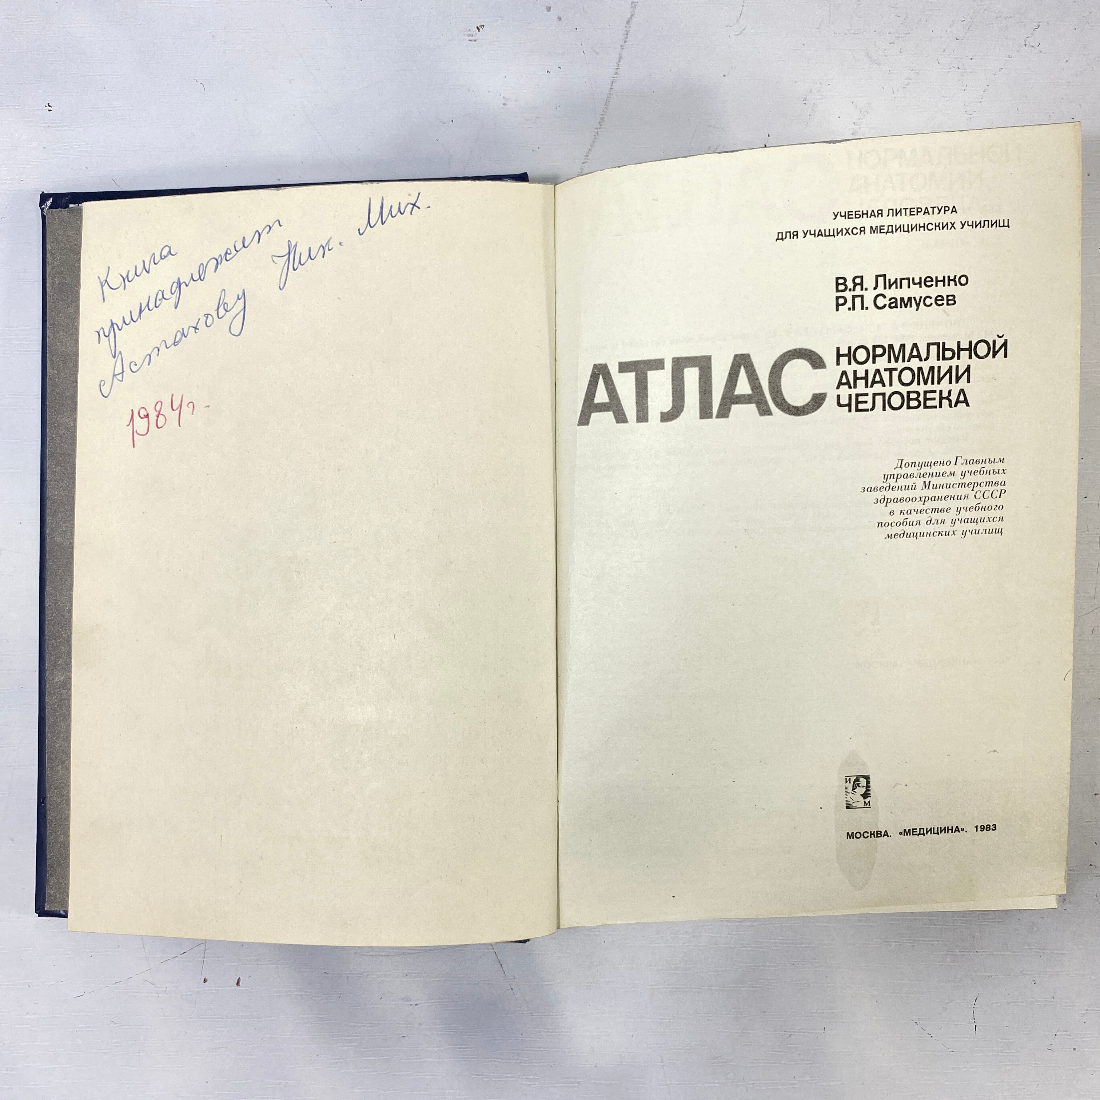 Книга
принадлежит
Астахову Ник. Мих.
1984г.
УЧЕБНАЯ ЛИТЕРАТУРА
ДЛЯ УЧАЩИХСЯ МЕДИЦИНСКИХ УЧИЛИЩ
В.Я. Липченко
Р.П. Самусев
АТЛАС
НОРМАЛЬНОЙ
АНАТОМИИ
ЧЕЛОВЕКА
Допущено Главным
управлением учебных
заведений Министерства
здравоохранения СССР
в качестве учебного
пособия для учащихся
медицинских училищ
И
М
МОСКВА. «МЕДИЦИНА». 1983